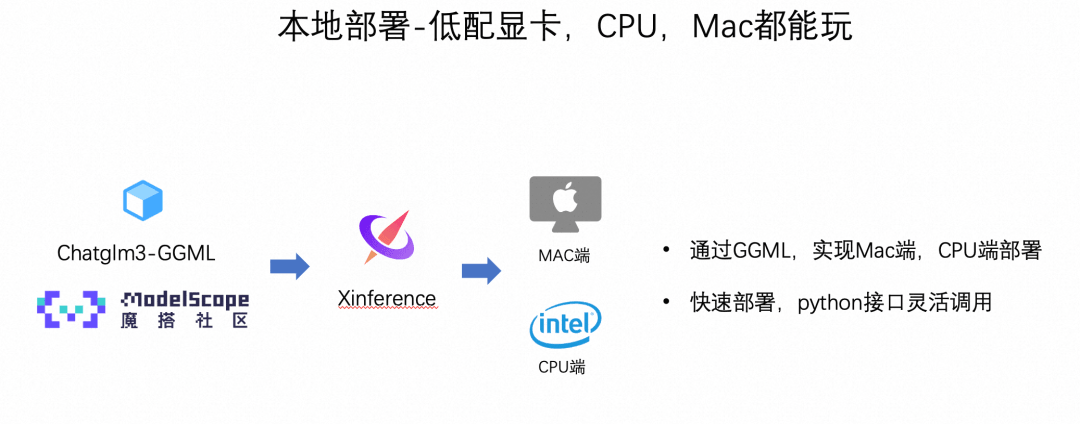 本地部署-低配显卡，CPU，Mac都能玩
Chatglm3-GGML
ModelScope
魔搭社区
Xinference
MAC端
intel
CPU端
• 通过GGML，实现Mac端，CPU端部署
• 快速部署，python接口灵活调用